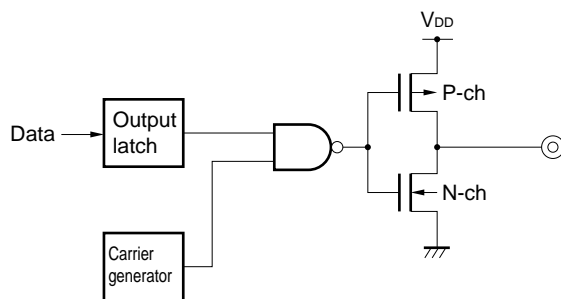 VDD
P-ch
Data
Output
latch
N-ch
Carrier
generator